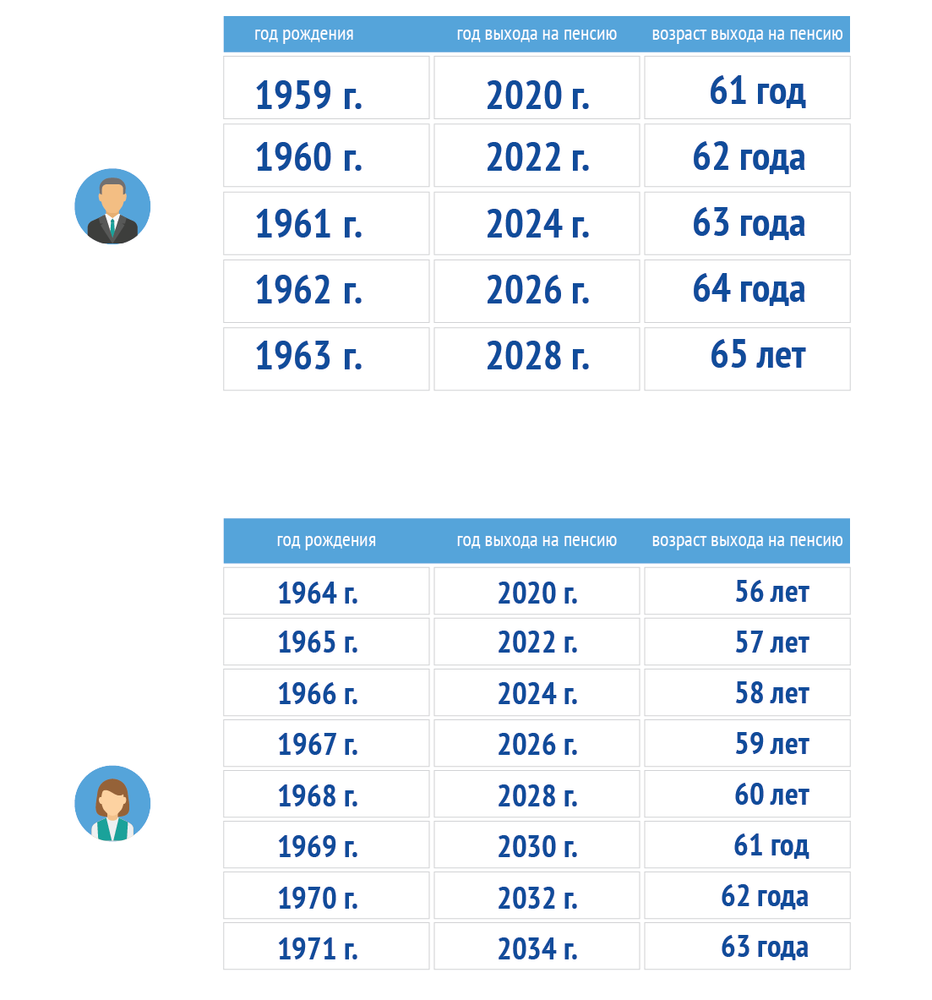 год рождения год выхода на пенсию возраст выхода на пенсию
1959 г. 2020 г. 61 год
1960 г. 2022 г. 62 года
1961 г. 2024 г. 63 года
1962 г. 2026 г. 64 года
1963 г. 2028 г. 65 лет
год рождения год выхода на пенсию возраст выхода на пенсию
1964 г. 2020 г. 56 лет
1965 г. 2022 г. 57 лет
1966 г. 2024 г. 58 лет
1967 г. 2026 г. 59 лет
1968 г. 2028 г. 60 лет
1969 г. 2030 г. 61 год
1970 г. 2032 г. 62 года
1971 г. 2034 г. 63 года